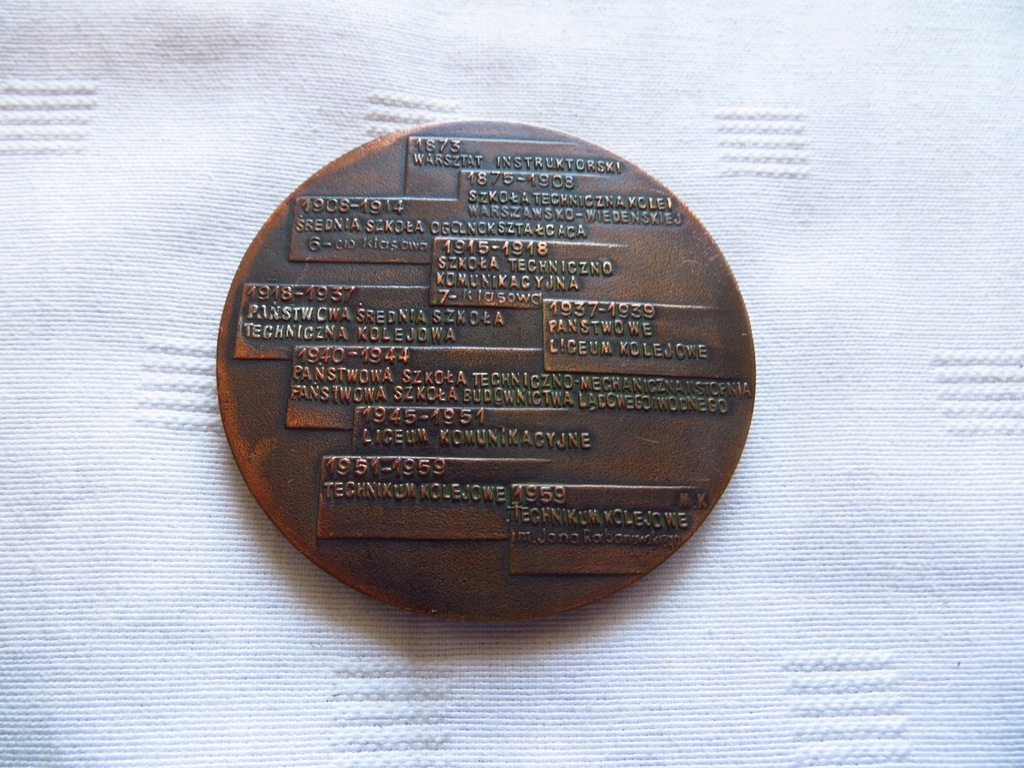 1873
WARSZTAT INSTRUKTORSKI
1875-1908
SZKOŁA TECHNICZNA KOLEI
WARSZAWSKO-WIEDEŃSKIEJ
1908-1914
ŚREDNIA SZKOŁA OGÓLNOKSZTAŁCĄCA
6-cio klasowa
1915-1918
SZKOŁA TECHNICZNO
KOMUNIKACYJNA
7-klasowa
1918-1937
PAŃSTWOWA ŚREDNIA SZKOŁA
TECHNICZNA KOLEJOWA
1937-1939
PAŃSTWOWE
LICEUM KOLEJOWE
1940-1944
PAŃSTWOWA SZKOŁA TECHNICZNO-MECHANICZNA II STOPNIA
PAŃSTWOWA SZKOŁA BUDOWNICTWA LĄDOWEGO I WODNEGO
1945-1951
LICEUM KOMUNIKACYJNE
1951-1959
TECHNIKUM KOLEJOWE
1959
M.K
TECHNIKUM KOLEJOWE
im. Jana